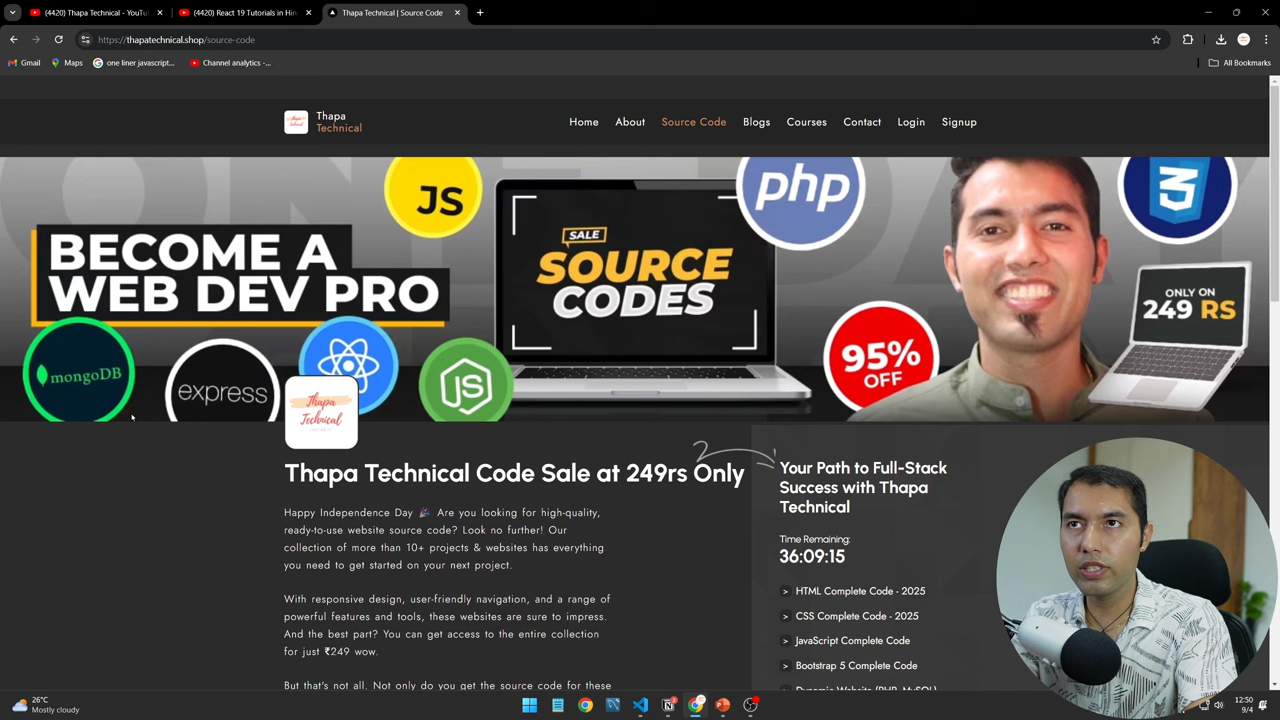 (4420) Thapa Technical - YouTu
(4420) React 19 Tutorials in Hin
Thapa Technical | Source Code
https://thapatechnical.shop/source-code
Gmail
Maps
one liner javascript...
Channel analytics -...
All Bookmarks
Thapa
Technical
Home
About
Source Code
Blogs
Courses
Contact
Login
Signup
BECOME A
WEB DEV PRO
mongoDB
express
JS
JS
SALE
SOURCE
CODES
php
3
95%
OFF
ONLY ON
249 RS
Thapa
Technical
Thapa Technical Code Sale at 249rs Only
Happy Independence Day 🎉 Are you looking for high-quality,
ready-to-use website source code? Look no further! Our
collection of more than 10+ projects & websites has everything
you need to get started on your next project.
With responsive design, user-friendly navigation, and a range of
powerful features and tools, these websites are sure to impress.
And the best part? You can get access to the entire collection
for just ₹249 wow.
But that's not all. Not only do you get the source code for these
Your Path to Full-Stack
Success with Thapa
Technical
Time Remaining:
36:09:15
> HTML Complete Code - 2025
> CSS Complete Code - 2025
> JavaScript Complete Code
> Bootstrap 5 Complete Code
> Dynamic Website (PHP, MySQL)
26°C
Mostly cloudy
12:50
9/4